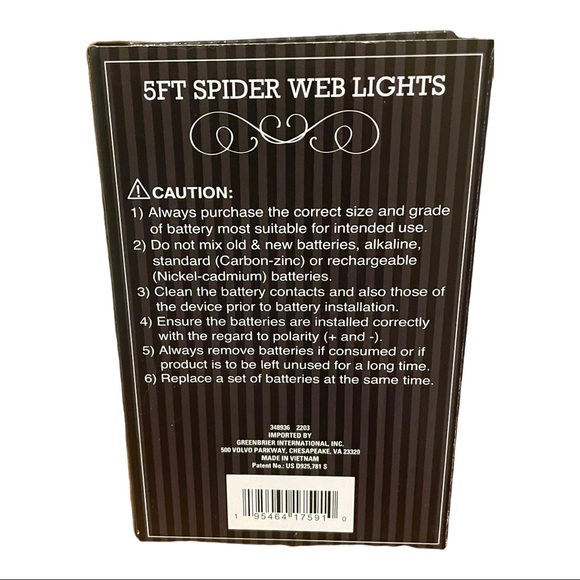 5FT SPIDER WEB LIGHTS
⚠CAUTION:
1) Always purchase the correct size and grade
of battery most suitable for intended use.
2) Do not mix old & new batteries, alkaline,
standard (Carbon-zinc) or rechargeable
(Nickel-cadmium) batteries.
3) Clean the battery contacts and also those of
the device prior to battery installation.
4) Ensure the batteries are installed correctly
with the regard to polarity (+ and -).
5) Always remove batteries if consumed or if
product is to be left unused for a long time.
6) Replace a set of batteries at the same time.
348936 2203
IMPORTED BY
GREENBRIER INTERNATIONAL, INC.
500 VOLVO PARKWAY, CHESAPEAKE, VA 23320
MADE IN VIETNAM
Patent No.: US D925,781 S
1 95464 17591 0